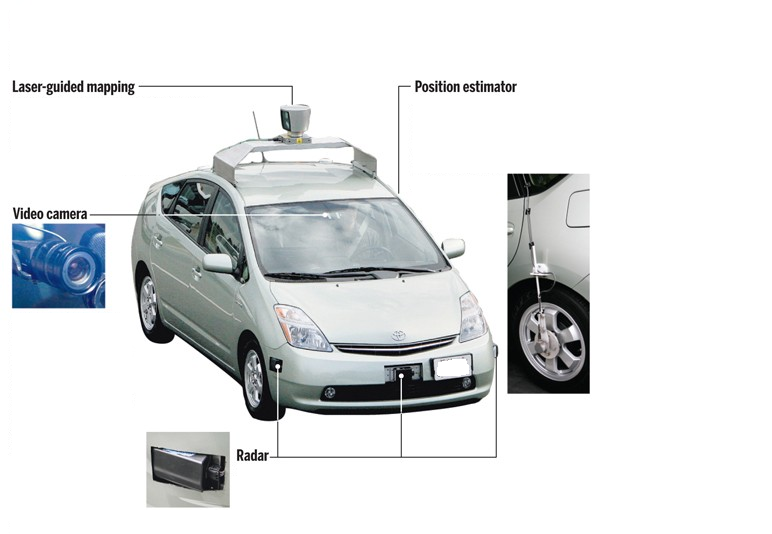 Laser-guided mapping
Position estimator
Video camera
Radar